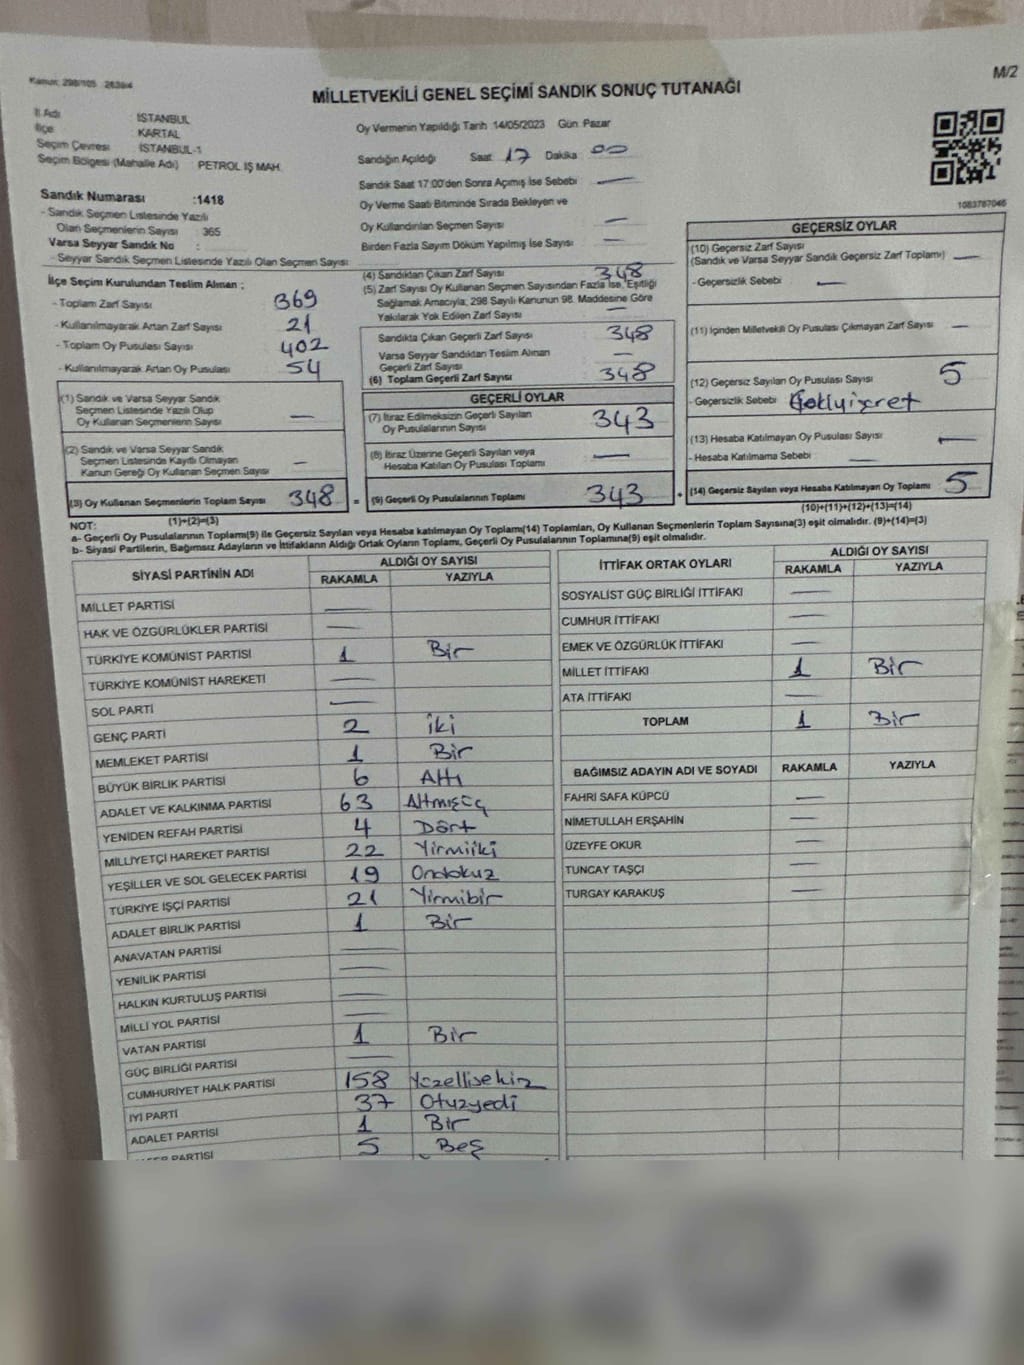 Kanun: 298/105
M/2
MİLLETVEKİLİ GENEL SEÇİMİ SANDIK SONUÇ TUTANAĞI
İl Adı : İSTANBUL
İlçe : KARTAL
Seçim Çevresi : İSTANBUL-1
Seçim Bölgesi (Mahalle Adı) : PETROL İŞ MAH.
Sandık Numarası :1418
- Sandık Seçmen Listesinde Yazılı
Olan Seçmenlerin Sayısı : 365
Varsa Seyyar Sandık No :
- Seyyar Sandık Seçmen Listesinde Yazılı Olan Seçmen Sayısı:
İlçe Seçim Kurulundan Teslim Alınan ;
- Toplam Zarf Sayısı 369
- Kullanılmayarak Artan Zarf Sayısı 21
- Toplam Oy Pusulası Sayısı 402
- Kullanılmayarak Artan Oy Pusulası 54
(1) Sandık ve Varsa Seyyar Sandık
Seçmen Listesinde Yazılı Olup
Oy Kullanan Seçmenlerin Sayısı —
(2) Sandık ve Varsa Seyyar Sandık
Seçmen Listesinde Kayıtlı Olmayan
Kanun Gereği Oy Kullanan Seçmen Sayısı —
(3) Oy Kullanan Seçmenlerin Toplam Sayısı 348 =
(1)+(2)=(3)
Oy Vermenin Yapıldığı Tarih 14/05/2023 Gün Pazar
Sandığın Açıldığı Saat 17 Dakika 00
Sandık Saat 17:00'den Sonra Açımış İse Sebebi —
Oy Verme Saati Bitiminde Sırada Bekleyen ve
Oy Kullandırılan Seçmen Sayısı —
Birden Fazla Sayım Döküm Yapılmış İse Sayısı —
(4) Sandıktan Çıkan Zarf Sayısı 348
(5) Zarf Sayısı Oy Kullanan Seçmen Sayısından Fazla İse, Eşitliği
Sağlamak Amacıyla; 298 Sayılı Kanunun 98. Maddesine Göre
Yakılarak Yok Edilen Zarf Sayısı —
Sandıkta Çıkan Geçerli Zarf Sayısı 348
Varsa Seyyar Sandıktan Teslim Alınan
Geçerli Zarf Sayısı —
(6) Toplam Geçerli Zarf Sayısı 348
GEÇERLİ OYLAR
(7) İtiraz Edilmeksizin Geçerli Sayılan
Oy Pusulalarının Sayısı 343
(8) İtiraz Üzerine Geçerli Sayılan veya
Hesaba Katılan Oy Pusulası Toplamı —
(9) Geçerli Oy Pusulalarının Toplamı 343 +
1083787046
GEÇERSİZ OYLAR
(10) Geçersiz Zarf Sayısı
(Sandık ve Varsa Seyyar Sandık Geçersiz Zarf Toplamı) —
- Geçersizlik Sebebi —
(11) İçinden Milletvekili Oy Pusulası Çıkmayan Zarf Sayısı —
(12) Geçersiz Sayılan Oy Pusulası Sayısı 5
- Geçersizlik Sebebi
(13) Hesaba Katılmayan Oy Pusulası Sayısı —
- Hesaba Katılmama Sebebi —
(14) Geçersiz Sayılan veya Hesaba Katılmayan Oy Toplamı 5
(10)+(11)+(12)+(13)=(14)
NOT:
a- Geçerli Oy Pusulalarının Toplamı(9) ile Geçersiz Sayılan veya Hesaba katılmayan Oy Toplamı(14) Toplamları, Oy Kullanan Seçmenlerin Toplam Sayısına(3) eşit olmalıdır. (9)+(14)=(3)
b- Siyasi Partilerin, Bağımsız Adayların ve İttifakların Aldığı Ortak Oyların Toplamı, Geçerli Oy Pusulalarının Toplamına(9) eşit olmalıdır.
SİYASİ PARTİNİN ADI ALDIĞI OY SAYISI
RAKAMLA YAZIYLA
MİLLET PARTİSİ —
HAK VE ÖZGÜRLÜKLER PARTİSİ —
TÜRKİYE KOMÜNİST PARTİSİ 1 Bir
TÜRKİYE KOMÜNİST HAREKETİ —
SOL PARTİ —
GENÇ PARTİ 2 iki
MEMLEKET PARTİSİ 1 Bir
BÜYÜK BİRLİK PARTİSİ 6 Altı
ADALET VE KALKINMA PARTİSİ 63 Altmışüç
YENİDEN REFAH PARTİSİ 4 Dört
MİLLİYETÇİ HAREKET PARTİSİ 22 Yirmiiki
YEŞİLLER VE SOL GELECEK PARTİSİ 19 Ondokuz
TÜRKİYE İŞÇİ PARTİSİ 21 Yirmibir
ADALET BİRLİK PARTİSİ 1 Bir
ANAVATAN PARTİSİ —
YENİLİK PARTİSİ —
HALKIN KURTULUŞ PARTİSİ —
MİLLİ YOL PARTİSİ —
VATAN PARTİSİ 1 Bir
GÜÇ BİRLİĞİ PARTİSİ —
CUMHURİYET HALK PARTİSİ 158 Yüzellisekiz
İYİ PARTİ 37 Otuzyedi
ADALET PARTİSİ 1 Bir
PARTİSİ 5 Beş
İTTİFAK ORTAK OYLARI ALDIĞI OY SAYISI
RAKAMLA YAZIYLA
SOSYALİST GÜÇ BİRLİĞİ İTTİFAKI —
CUMHUR İTTİFAKI —
EMEK VE ÖZGÜRLÜK İTTİFAKI —
MİLLET İTTİFAKI 1 Bir
ATA İTTİFAKI —
TOPLAM 1 Bir
BAĞIMSIZ ADAYIN ADI VE SOYADI RAKAMLA YAZIYLA
FAHRİ SAFA KÜPCÜ —
NİMETULLAH ERŞAHİN —
ÜZEYFE OKUR —
TUNCAY TAŞÇI —
TURGAY KARAKUŞ —